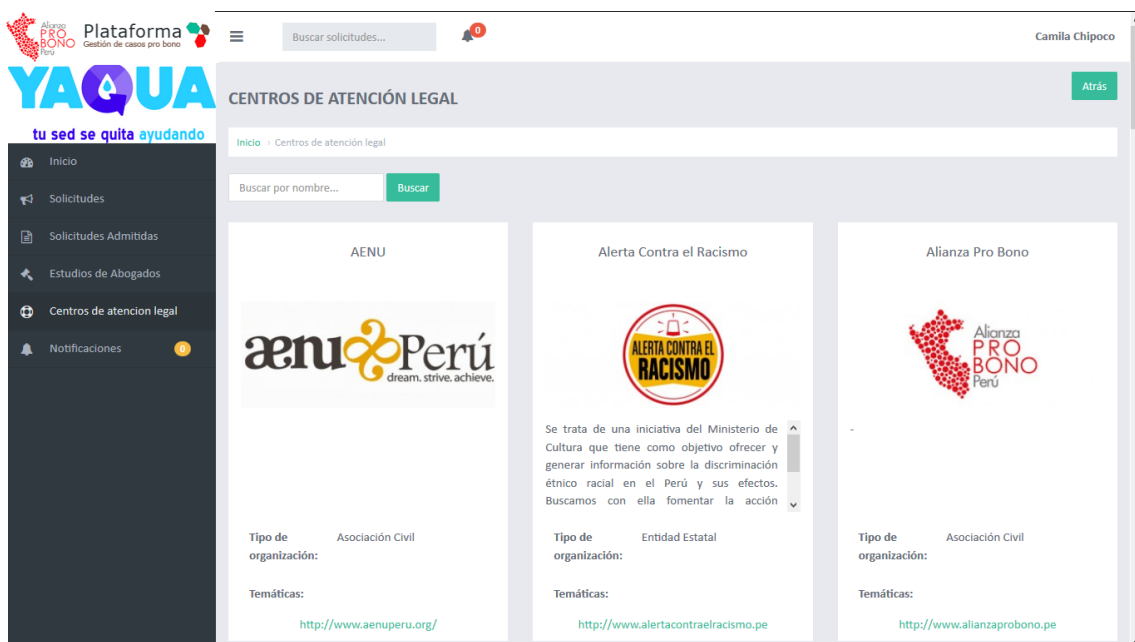 Alianza
PRO
BONO
Perú
Plataforma
Gestión de casos pro bono
YAQUA
tu sed se quita ayudando
Inicio
Solicitudes
Solicitudes Admitidas
Estudios de Abogados
Centros de atencion legal
Notificaciones
0
Buscar solicitudes...
0
Camila Chipoco
CENTROS DE ATENCIÓN LEGAL
Atrás
Inicio › Centros de atención legal
Buscar por nombre...
Buscar
AENU
aenu Perú
dream. strive. achieve.
Tipo de organización:
Asociación Civil
Temáticas:
http://www.aenuperu.org/
Alerta Contra el Racismo
ALERTA CONTRA EL
RACISMO
Se trata de una iniciativa del Ministerio de
Cultura que tiene como objetivo ofrecer y
generar información sobre la discriminación
étnico racial en el Perú y sus efectos.
Buscamos con ella fomentar la acción
Tipo de organización:
Entidad Estatal
Temáticas:
http://www.alertacontraelracismo.pe
Alianza Pro Bono
Alianza
PRO
BONO
Perú
-
Tipo de organización:
Asociación Civil
Temáticas:
http://www.alianzaprobono.pe